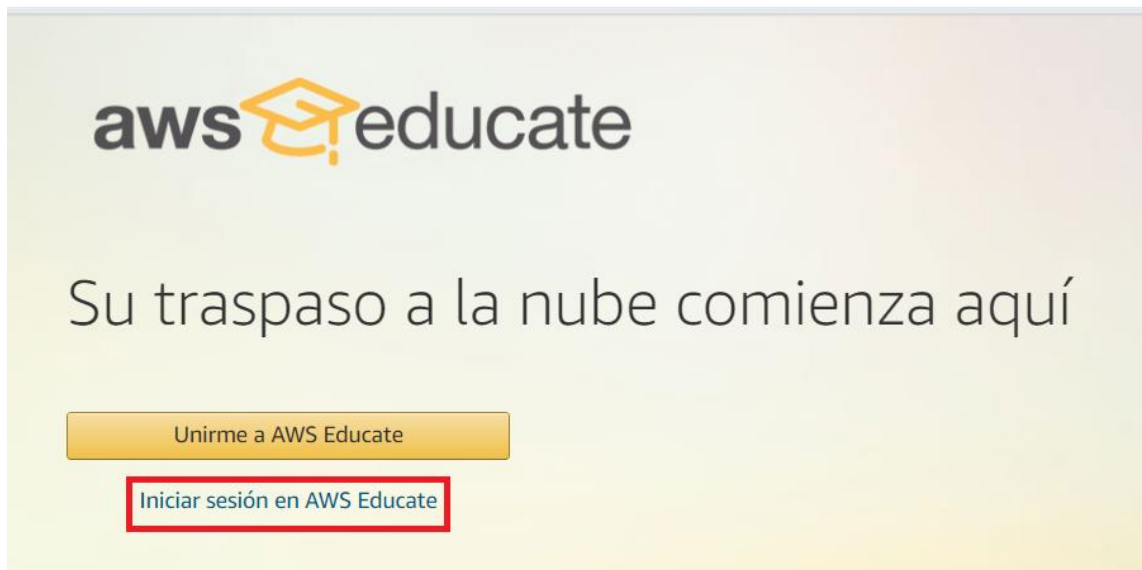 aws educate
Su traspaso a la nube comienza aquí
Unirme a AWS Educate
Iniciar sesión en AWS Educate